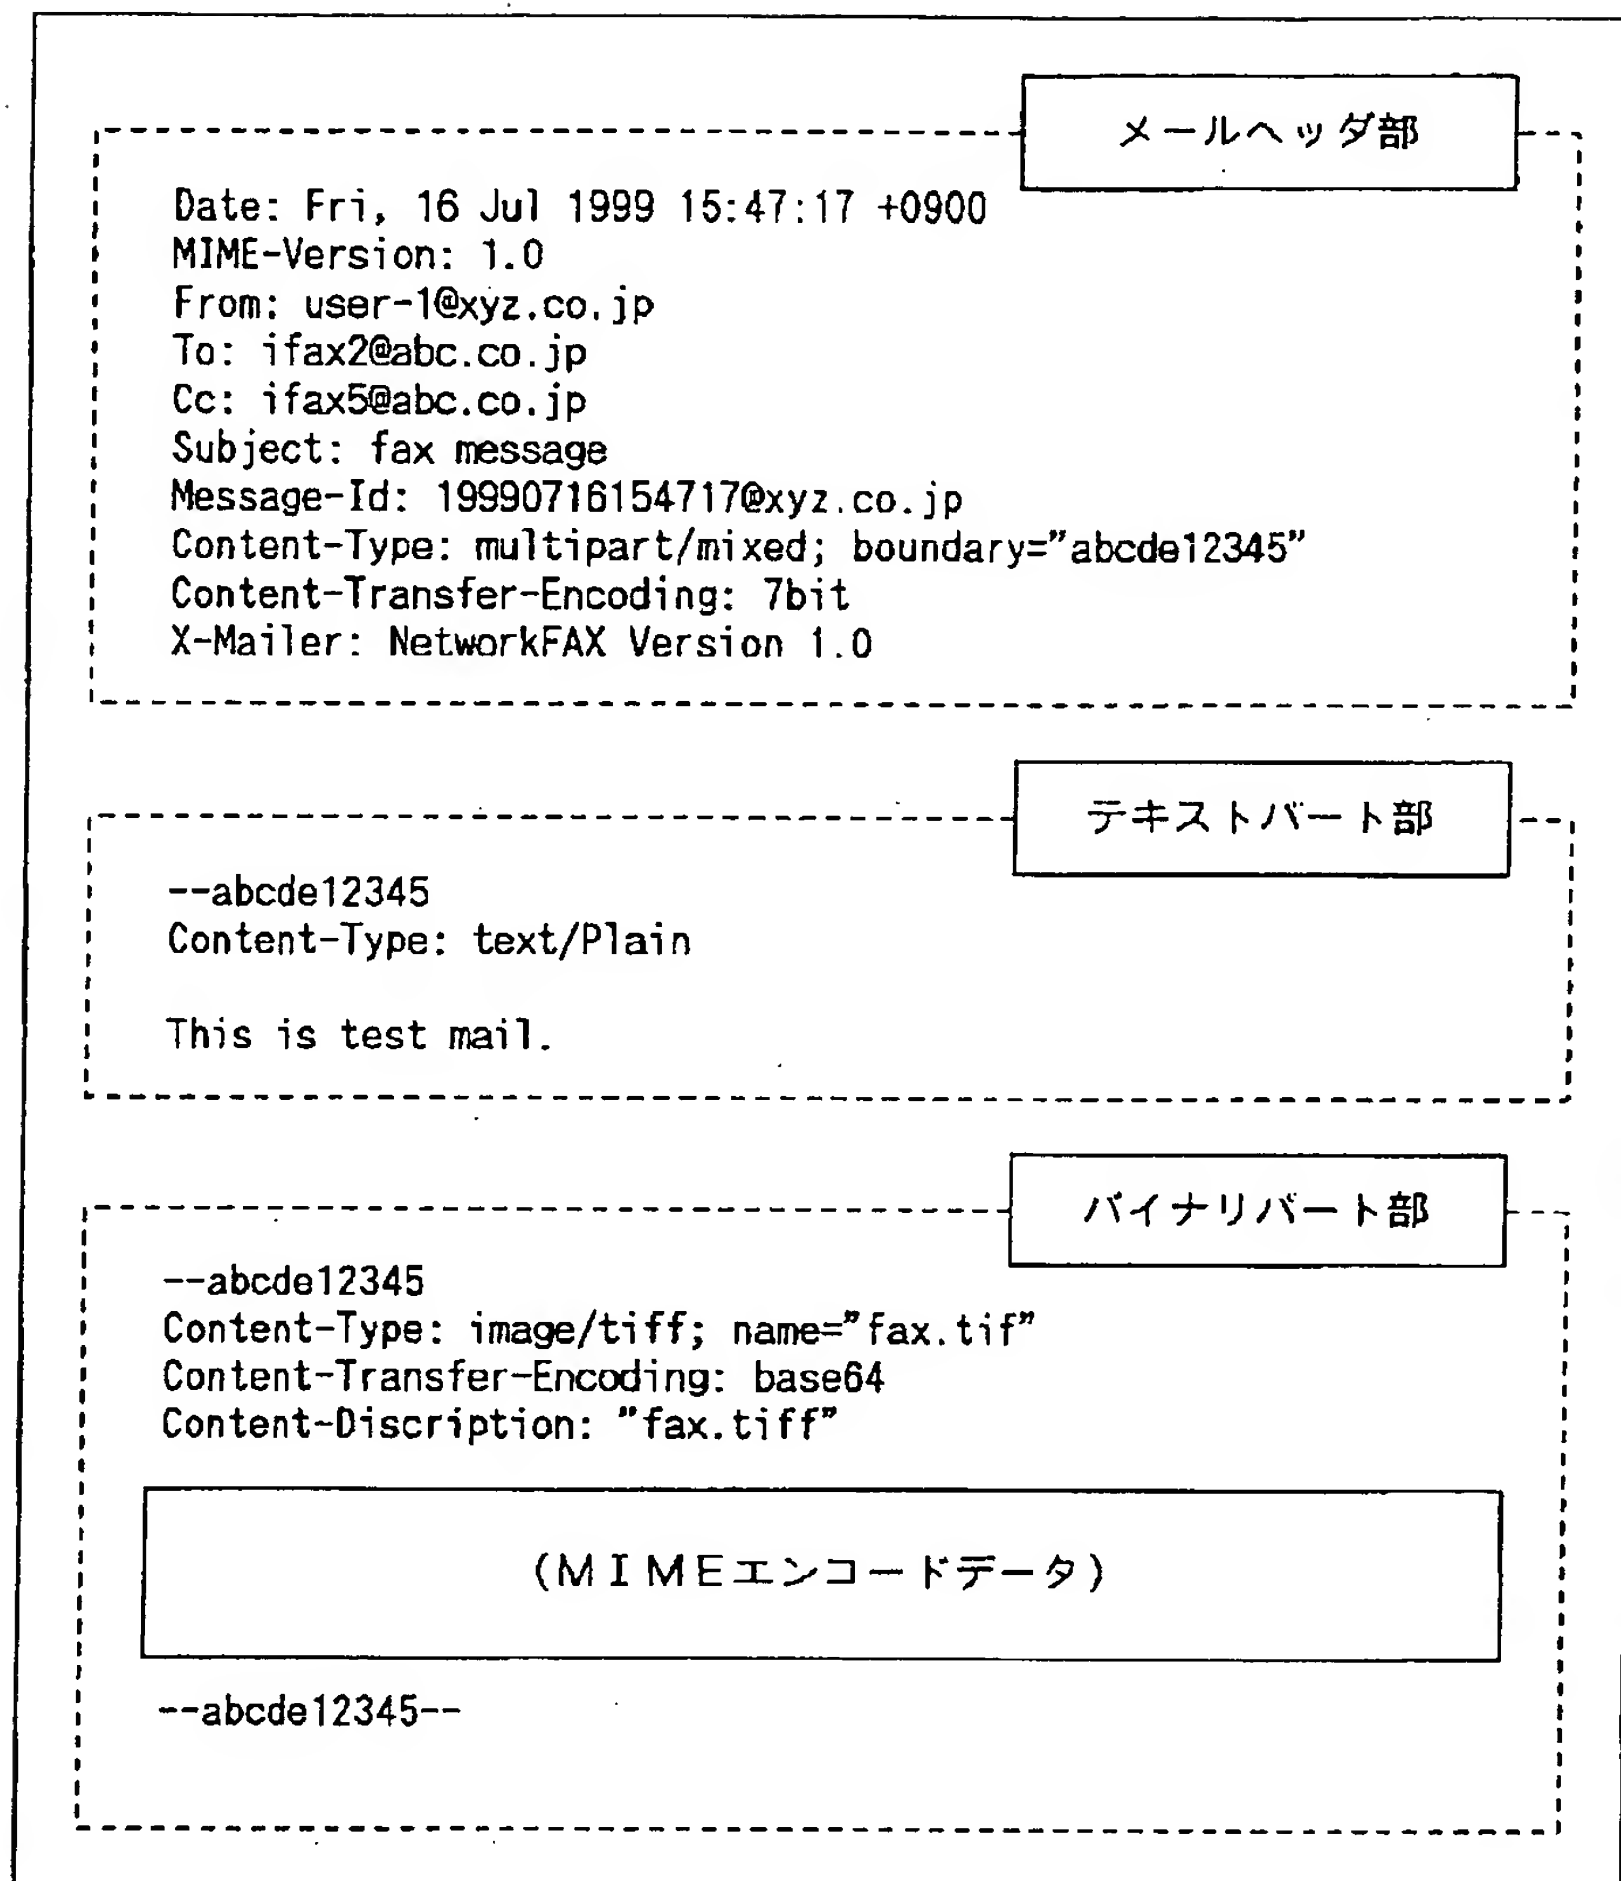 メールヘッダ部
Date: Fri, 16 Jul 1999 15:47:17 +0900
MIME-Version: 1.0
From: user-1@xyz.co.jp
To: ifax2@abc.co.jp
Cc: ifax5@abc.co.jp
Subject: fax message
Message-Id: 19990716154717@xyz.co.jp
Content-Type: multipart/mixed; boundary="abcde12345"
Content-Transfer-Encoding: 7bit
X-Mailer: NetworkFAX Version 1.0
テキストパート部
--abcde12345
Content-Type: text/Plain
This is test mail.
バイナリパート部
--abcde12345
Content-Type: image/tiff; name="fax.tif"
Content-Transfer-Encoding: base64
Content-Discription: "fax.tiff"
(MIMEエンコードデータ)
--abcde12345--